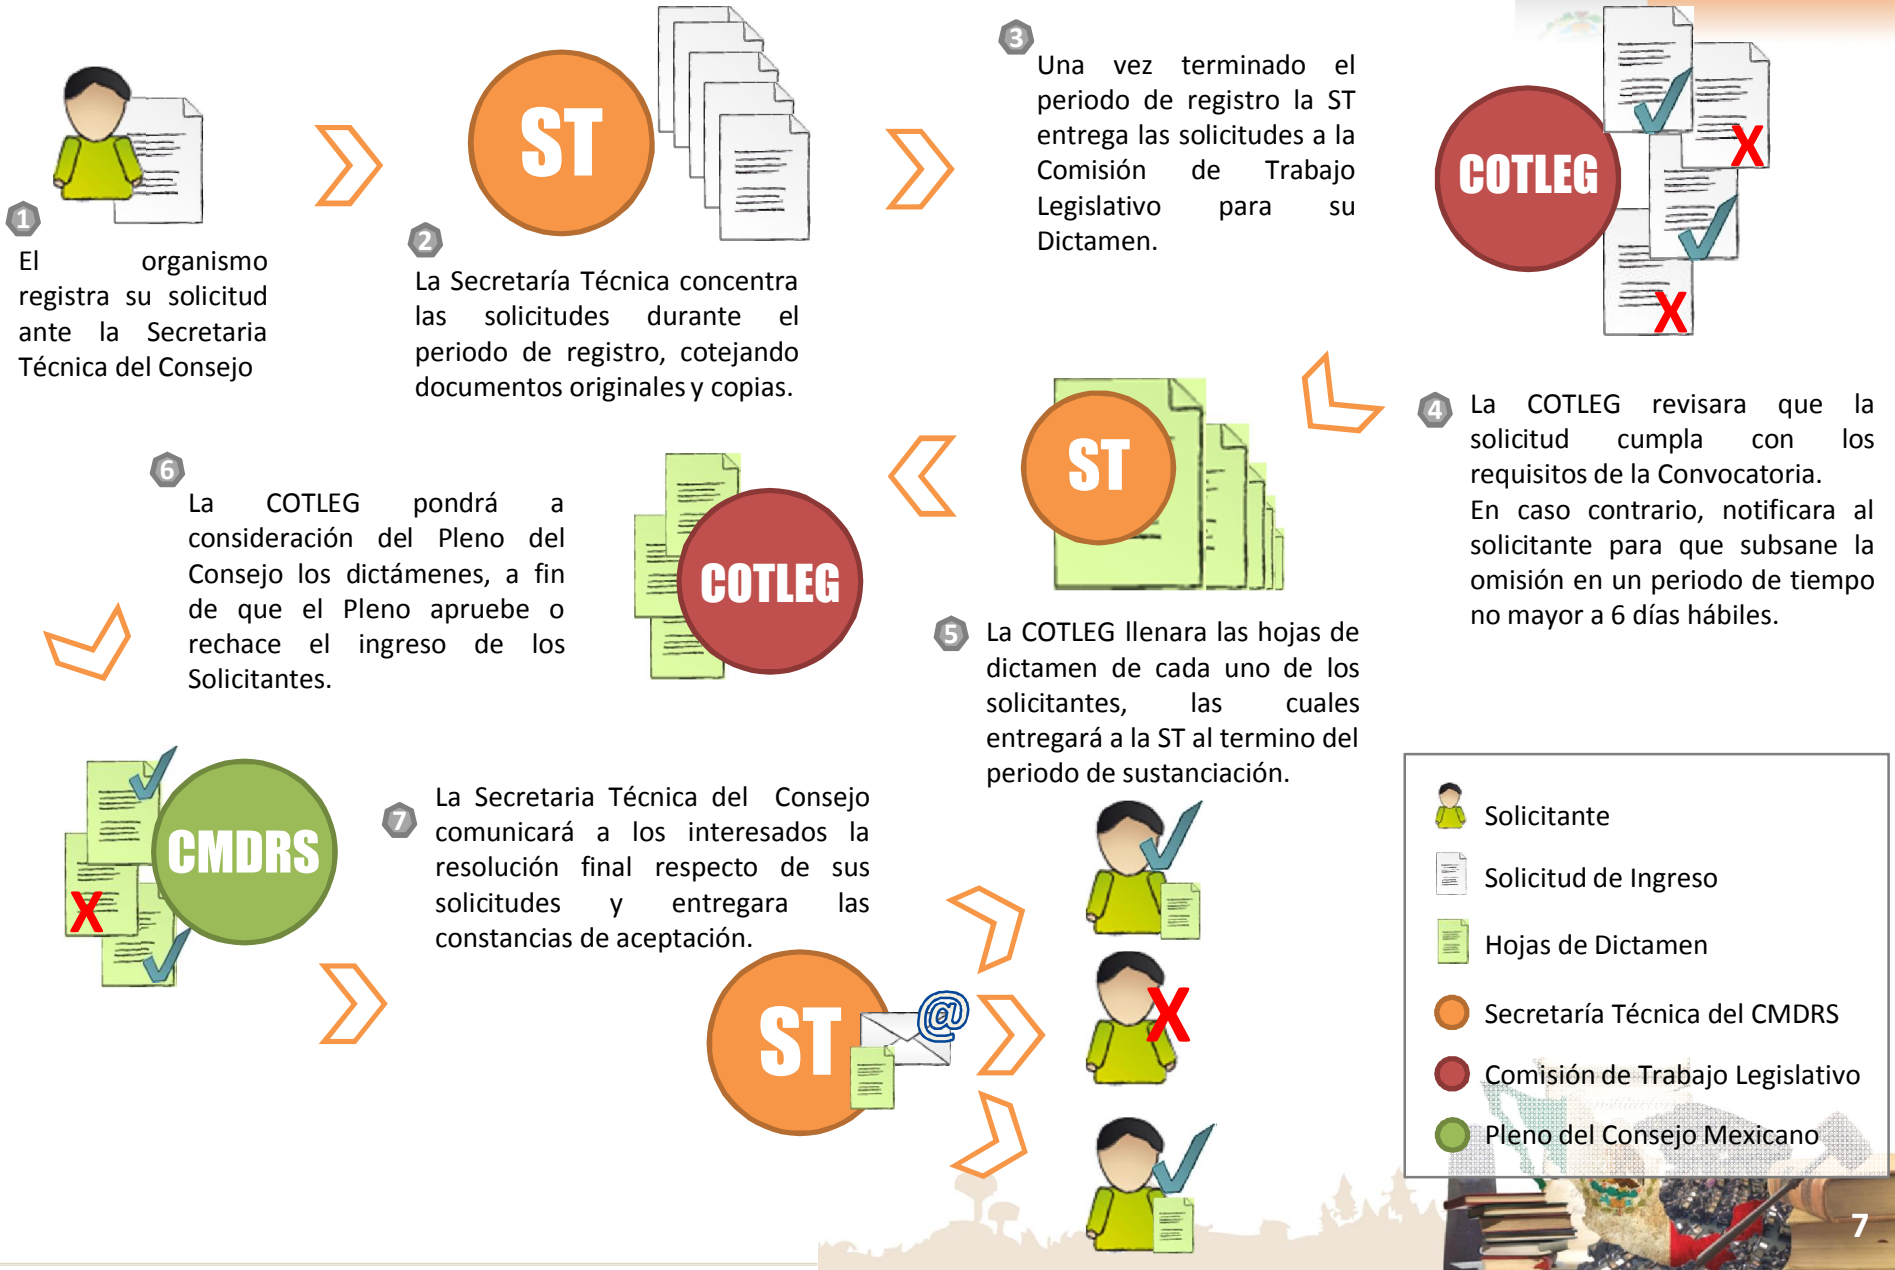 1
El organismo
registra su solicitud
ante la Secretaria
Técnica del Consejo
ST
2
La Secretaría Técnica concentra
las solicitudes durante el
periodo de registro, cotejando
documentos originales y copias.
3
Una vez terminado el
periodo de registro la ST
entrega las solicitudes a la
Comisión de Trabajo
Legislativo para su
Dictamen.
COTLEG
X
X
4
La COTLEG revisara que la
solicitud cumpla con los
requisitos de la Convocatoria.
En caso contrario, notificara al
solicitante para que subsane la
omisión en un periodo de tiempo
no mayor a 6 días hábiles.
ST
5
La COTLEG llenara las hojas de
dictamen de cada uno de los
solicitantes, las cuales
entregará a la ST al termino del
periodo de sustanciación.
COTLEG
6
La COTLEG pondrá a
consideración del Pleno del
Consejo los dictámenes, a fin
de que el Pleno apruebe o
rechace el ingreso de los
Solicitantes.
CMDRS
X
7
La Secretaria Técnica del Consejo
comunicará a los interesados la
resolución final respecto de sus
solicitudes y entregara las
constancias de aceptación.
ST
@
X
Solicitante
Solicitud de Ingreso
Hojas de Dictamen
Secretaría Técnica del CMDRS
Comisión de Trabajo Legislativo
Pleno del Consejo Mexicano
7